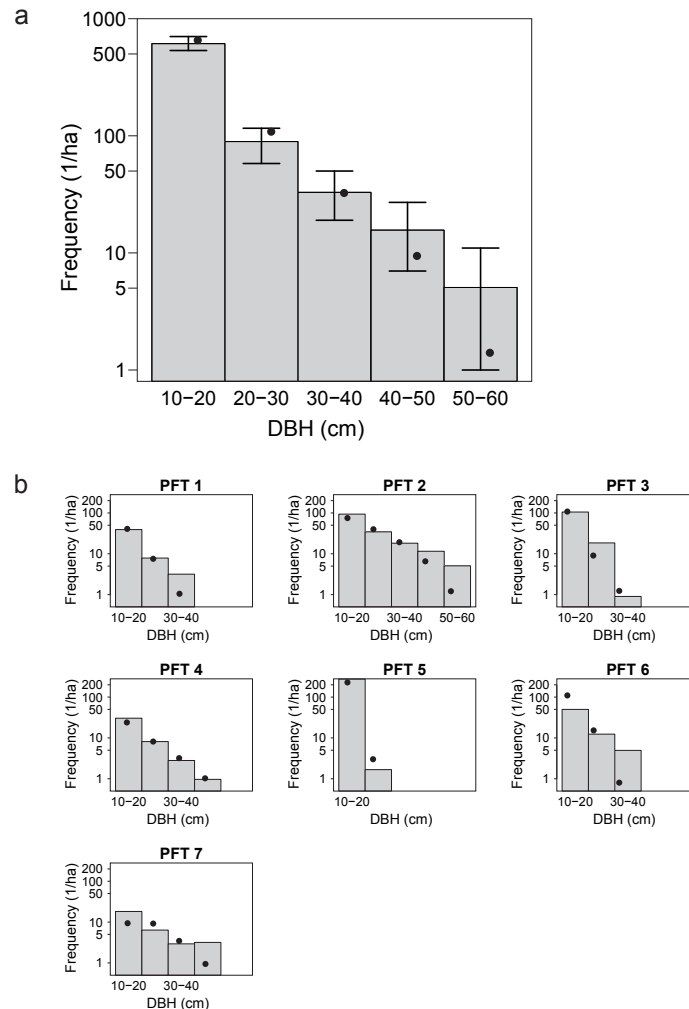 a
1000
500
100
50
10
5
1
Frequency (1/ha)
10−20 20−30 30−40 40−50 50−60
DBH (cm)
b
PFT 1
200
100
50
10
5
1
Frequency (1/ha)
10−20 30−40
DBH (cm)
PFT 2
200
100
50
10
5
1
Frequency (1/ha)
10−20 30−40 50−60
DBH (cm)
PFT 3
200
100
50
10
5
1
Frequency (1/ha)
10−20 30−40
DBH (cm)
PFT 4
200
100
50
10
5
1
Frequency (1/ha)
10−20 30−40
DBH (cm)
PFT 5
200
100
50
10
5
1
Frequency (1/ha)
10−20
DBH (cm)
PFT 6
200
100
50
10
5
1
Frequency (1/ha)
10−20 30−40
DBH (cm)
PFT 7
200
100
50
10
5
1
Frequency (1/ha)
10−20 30−40
DBH (cm)